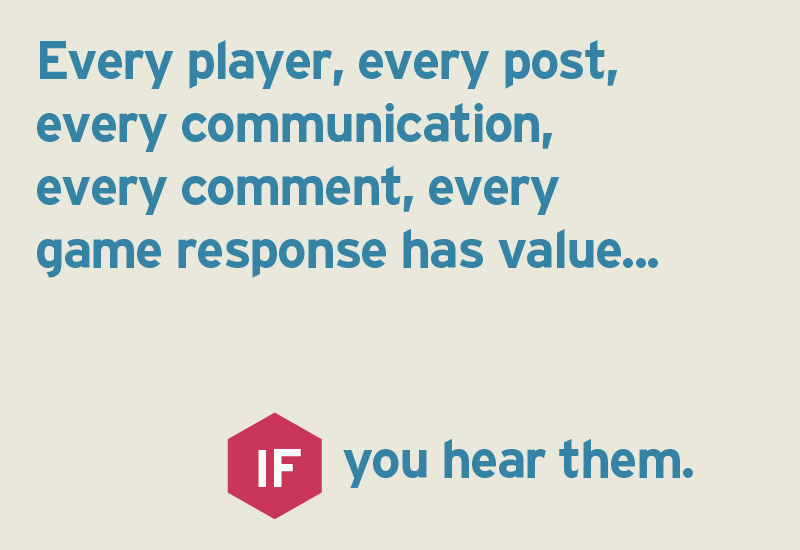 Every player, every post,
every communication,
every comment, every
game response has value...
IF you hear them.